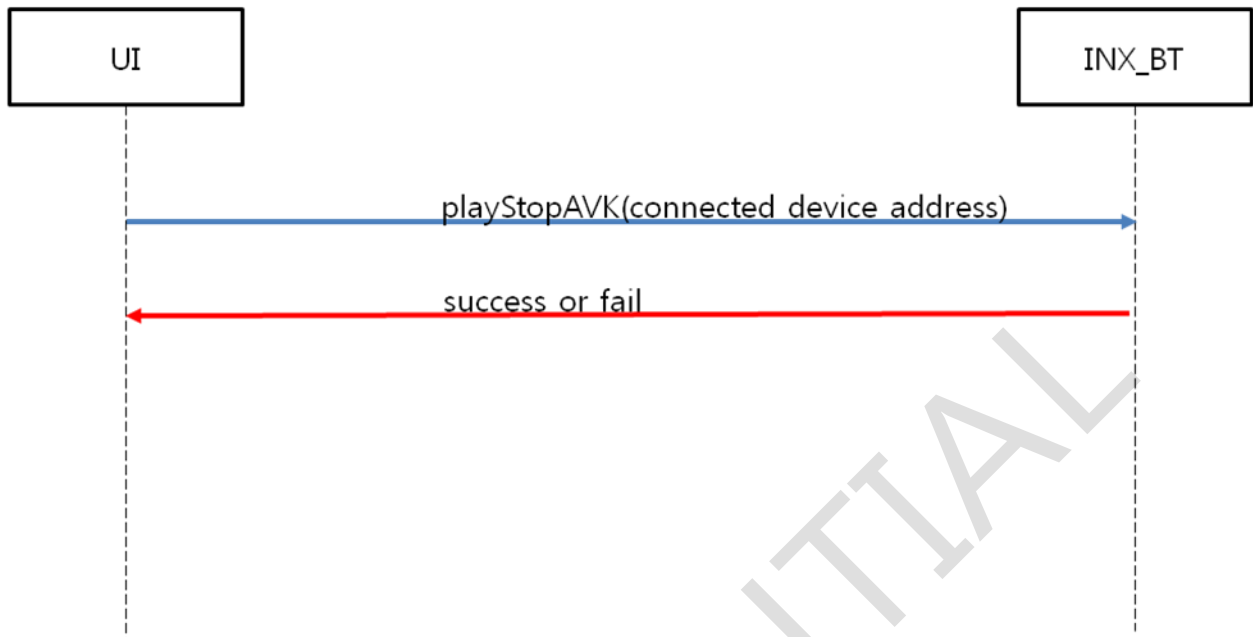 UI
INX_BT
playStopAVK(connected device address)
success or fail